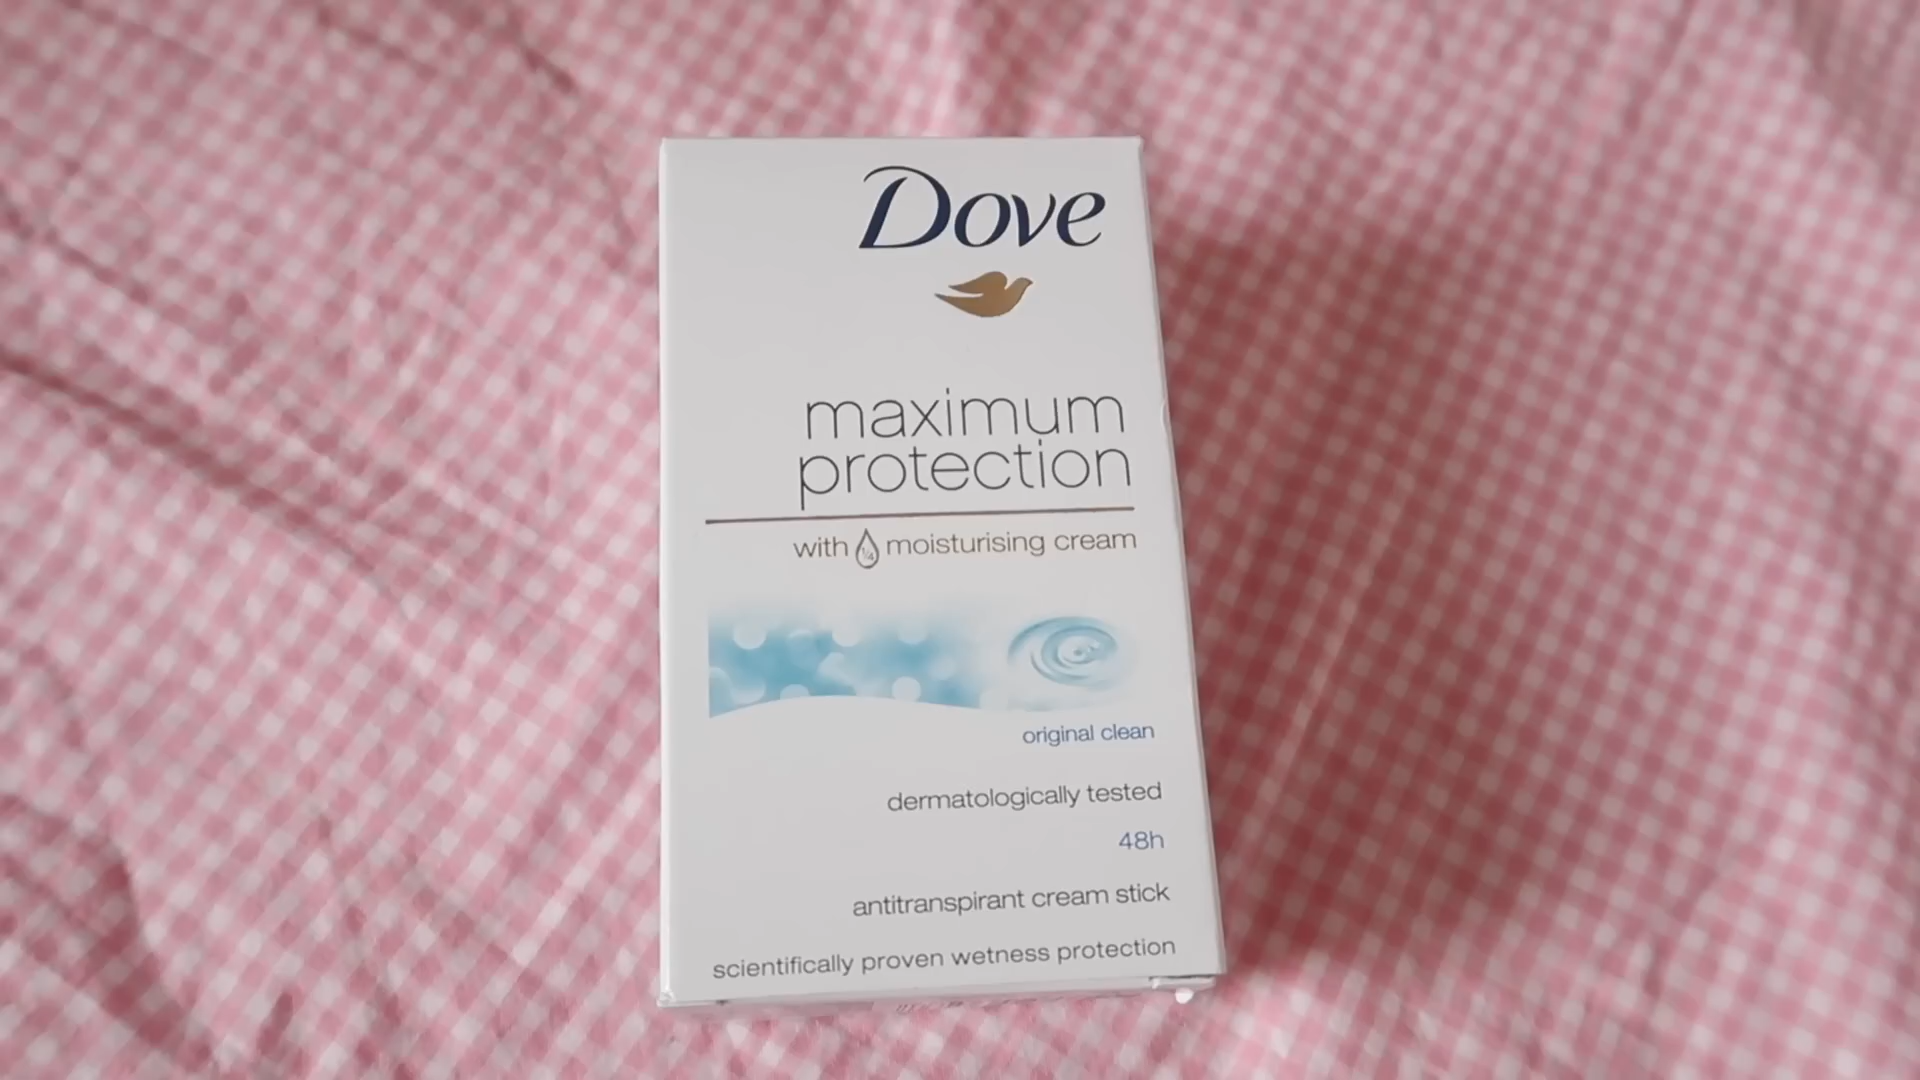 Dove
maximum
protection
with 1/4 moisturising cream
original clean
dermatologically tested
48h
antitranspirant cream stick
scientifically proven wetness protection